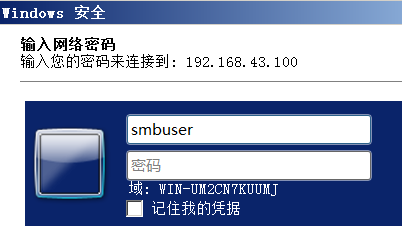 Windows 安全
输入网络密码
输入您的密码来连接到: 192.168.43.100
smbuser
密码
域: WIN-UM2CN7KUUMJ
记住我的凭据